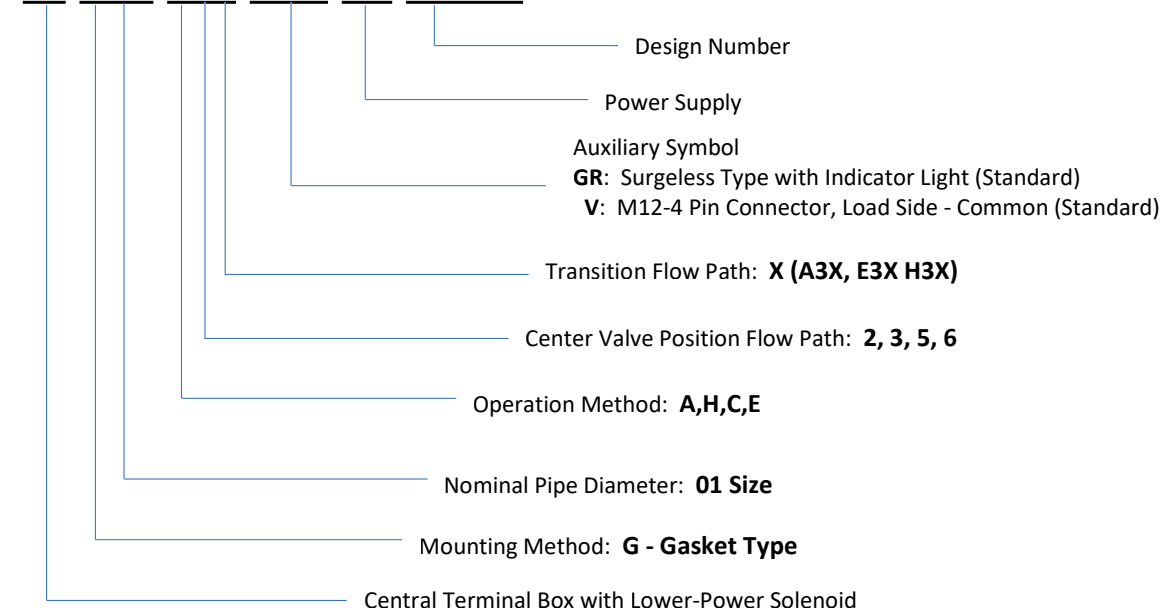 Design Number
Power Supply
Auxiliary Symbol
GR: Surgeless Type with Indicator Light (Standard)
V: M12-4 Pin Connector, Load Side - Common (Standard)
Transition Flow Path: X (A3X, E3X H3X)
Center Valve Position Flow Path: 2, 3, 5, 6
Operation Method: A,H,C,E
Nominal Pipe Diameter: 01 Size
Mounting Method: G - Gasket Type
Central Terminal Box with Lower-Power Solenoid